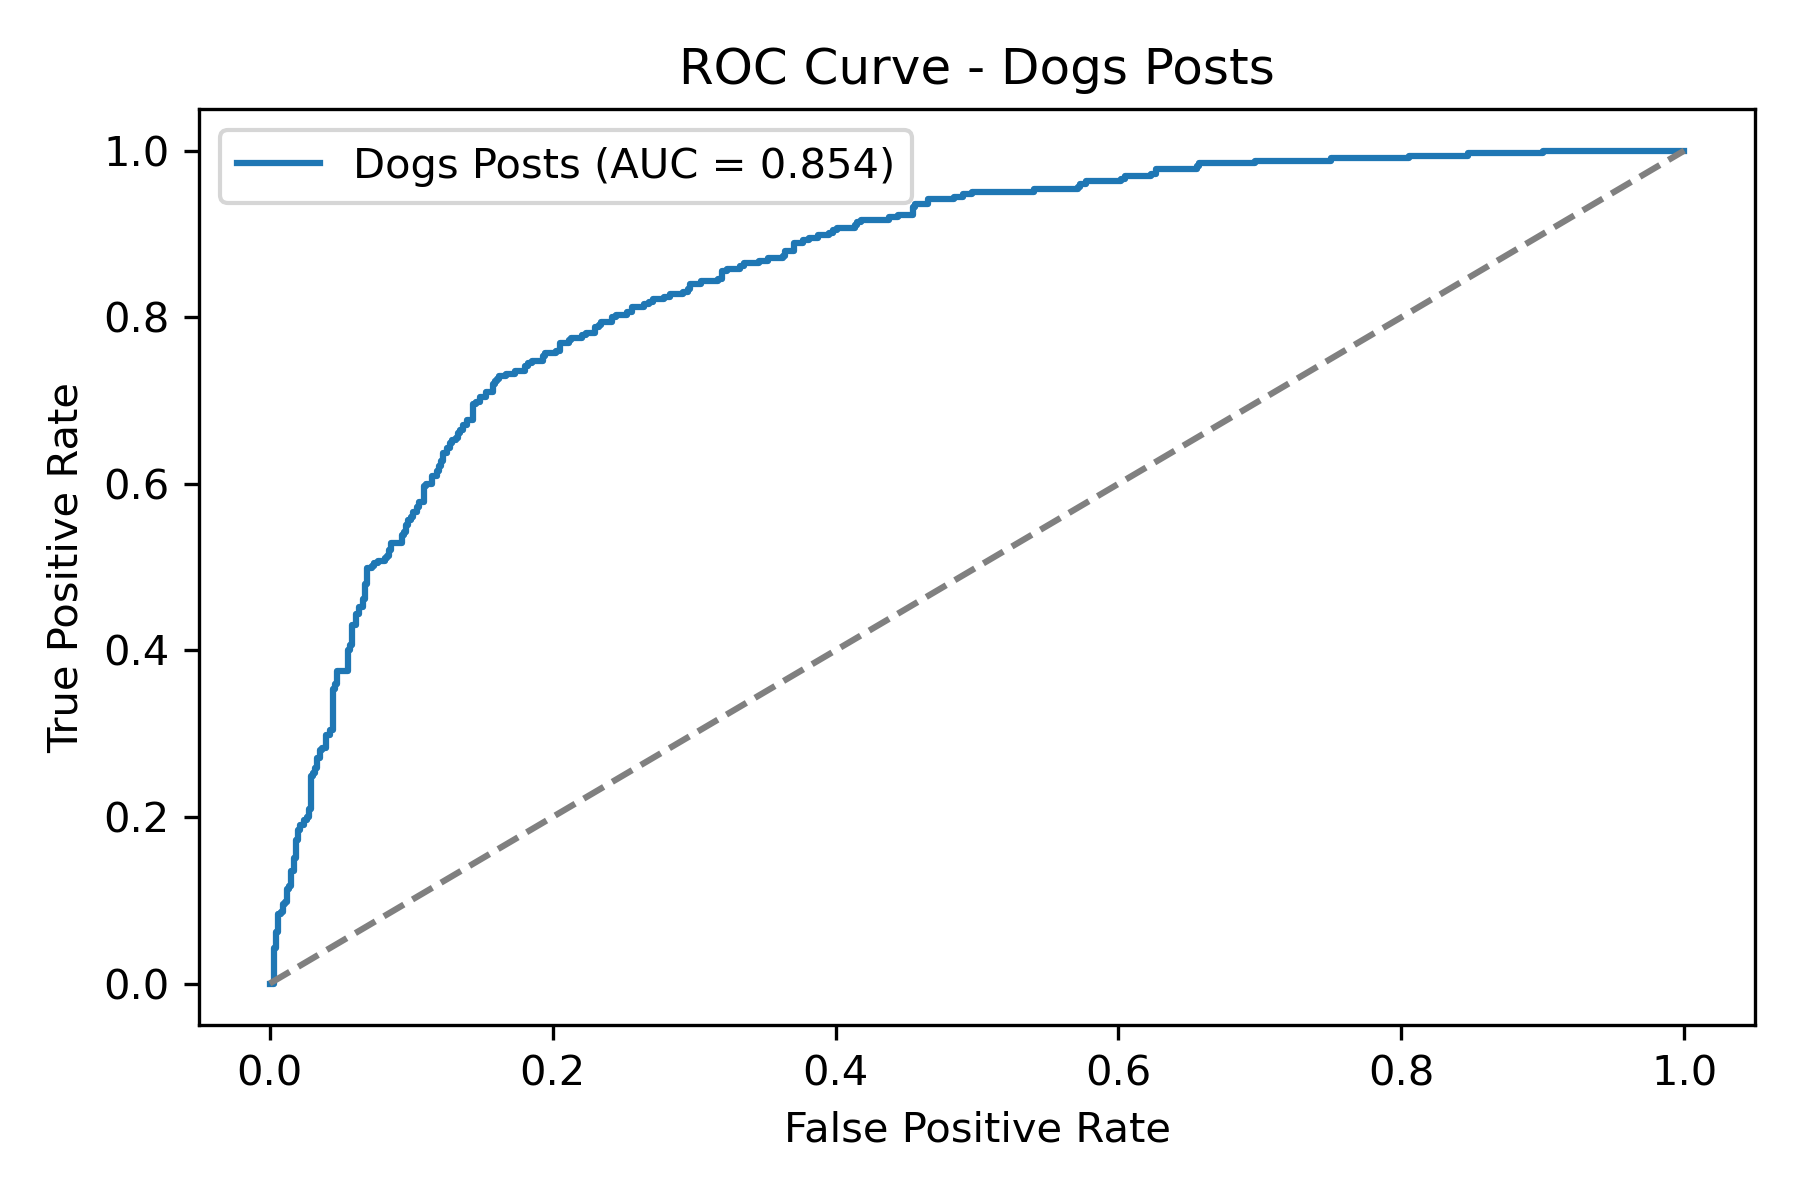 ROC Curve - Dogs Posts
Dogs Posts (AUC = 0.854)
True Positive Rate
1.0
0.8
0.6
0.4
0.2
0.0
0.0 0.2 0.4 0.6 0.8 1.0
False Positive Rate